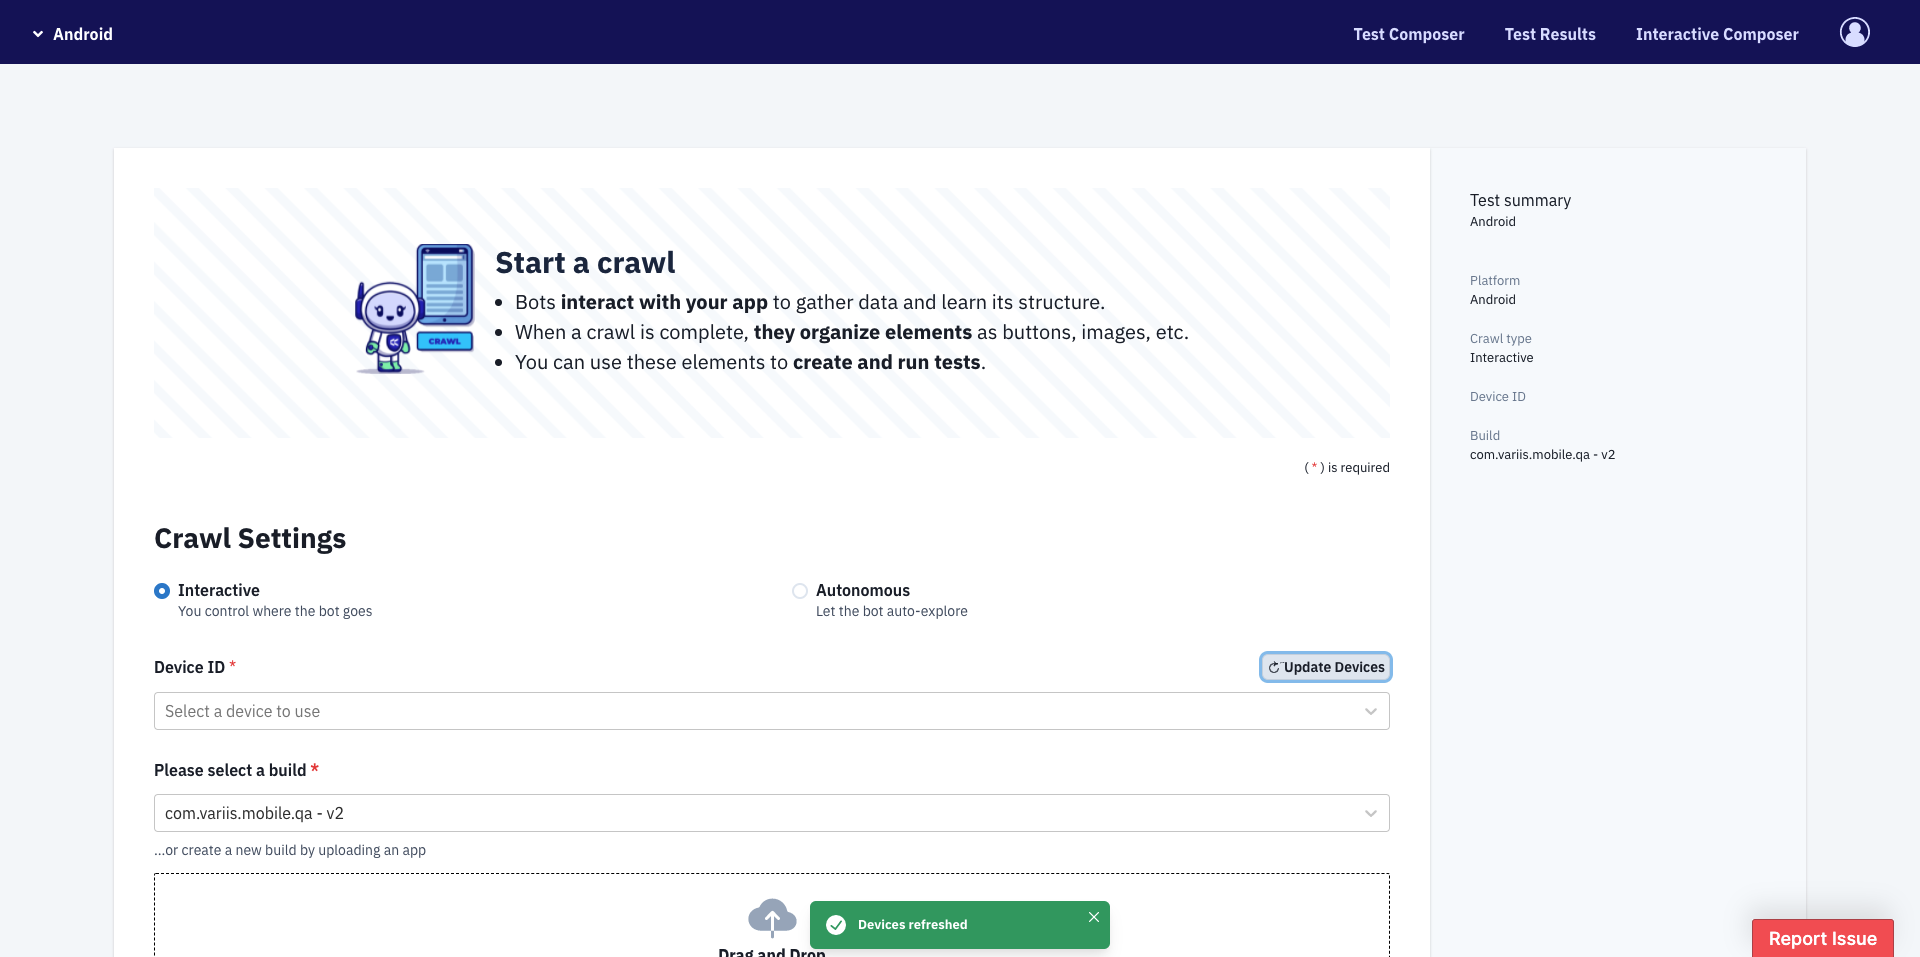 Android
Test Composer
Test Results
Interactive Composer
Start a crawl
Bots interact with your app to gather data and learn its structure.
When a crawl is complete, they organize elements as buttons, images, etc.
You can use these elements to create and run tests.
CRAWL
( * ) is required
Crawl Settings
Interactive
You control where the bot goes
Autonomous
Let the bot auto-explore
Device ID *
Update Devices
Select a device to use
Please select a build *
com.variis.mobile.qa - v2
...or create a new build by uploading an app
Drag and Drop
Devices refreshed
Test summary
Android
Platform
Android
Crawl type
Interactive
Device ID
Build
com.variis.mobile.qa - v2
Report Issue